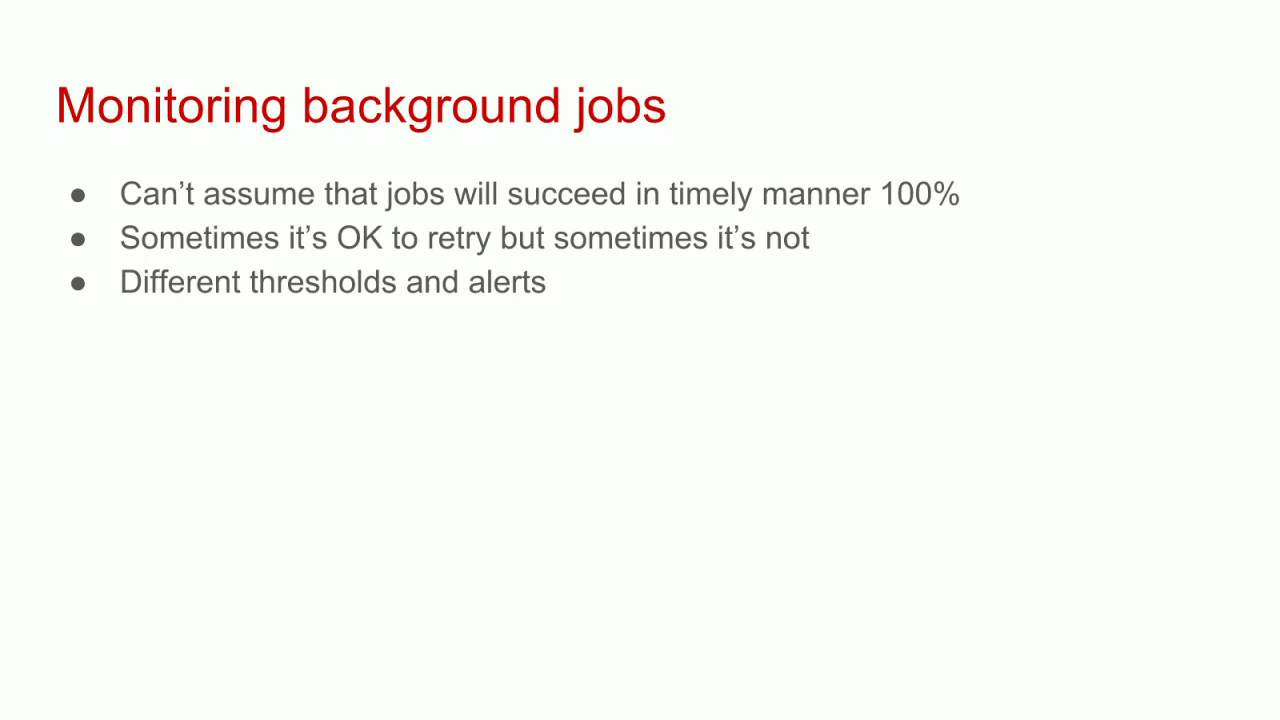 Monitoring background jobs
● Can’t assume that jobs will succeed in timely manner 100%
● Sometimes it’s OK to retry but sometimes it’s not
● Different thresholds and alerts